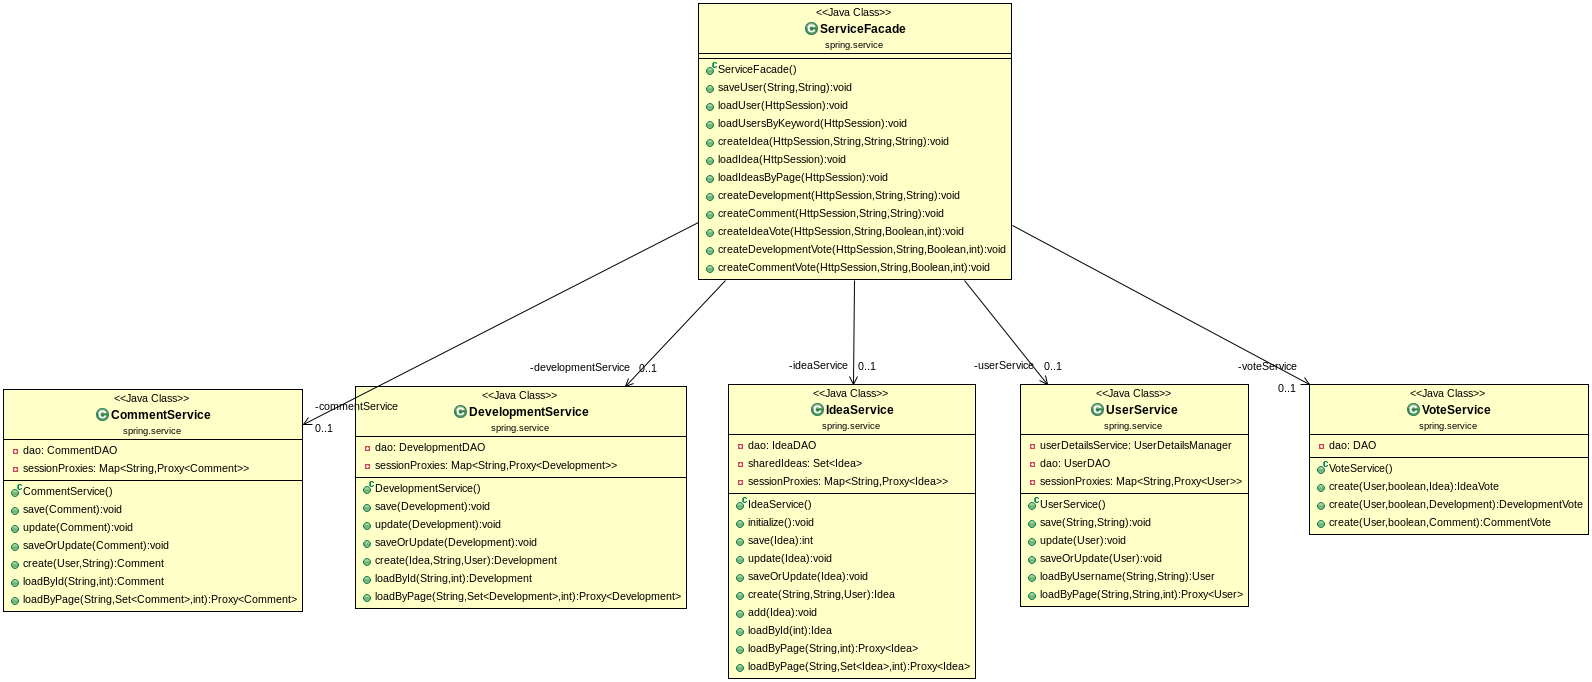 <<Java Class>>
ServiceFacade
spring.service
ServiceFacade()
saveUser(String,String):void
loadUser(HttpSession):void
loadUsersByKeyword(HttpSession):void
createIdea(HttpSession,String,String,String):void
loadIdea(HttpSession):void
loadIdeasByPage(HttpSession):void
createDevelopment(HttpSession,String,String):void
createComment(HttpSession,String,String):void
createIdeaVote(HttpSession,String,Boolean,int):void
createDevelopmentVote(HttpSession,String,Boolean,int):void
createCommentVote(HttpSession,String,Boolean,int):void
-commentService
0..1
-developmentService
0..1
-ideaService
0..1
-userService
0..1
-voteService
0..1
<<Java Class>>
CommentService
spring.service
dao: CommentDAO
sessionProxies: Map<String,Proxy<Comment>>
CommentService()
save(Comment):void
update(Comment):void
saveOrUpdate(Comment):void
create(User,String):Comment
loadById(String,int):Comment
loadByPage(String,Set<Comment>,int):Proxy<Comment>
<<Java Class>>
DevelopmentService
spring.service
dao: DevelopmentDAO
sessionProxies: Map<String,Proxy<Development>>
DevelopmentService()
save(Development):void
update(Development):void
saveOrUpdate(Development):void
create(Idea,String,User):Development
loadById(String,int):Development
loadByPage(String,Set<Development>,int):Proxy<Development>
<<Java Class>>
IdeaService
spring.service
dao: IdeaDAO
sharedIdeas: Set<Idea>
sessionProxies: Map<String,Proxy<Idea>>
IdeaService()
initialize():void
save(Idea):int
update(Idea):void
saveOrUpdate(Idea):void
create(String,String,User):Idea
add(Idea):void
loadById(int):Idea
loadByPage(String,int):Proxy<Idea>
loadByPage(String,Set<Idea>,int):Proxy<Idea>
<<Java Class>>
UserService
spring.service
userDetailsService: UserDetailsManager
dao: UserDAO
sessionProxies: Map<String,Proxy<User>>
UserService()
save(String,String):void
update(User):void
saveOrUpdate(User):void
loadByUsername(String,String):User
loadByPage(String,String,int):Proxy<User>
<<Java Class>>
VoteService
spring.service
dao: DAO
VoteService()
create(User,boolean,Idea):IdeaVote
create(User,boolean,Development):DevelopmentVote
create(User,boolean,Comment):CommentVote